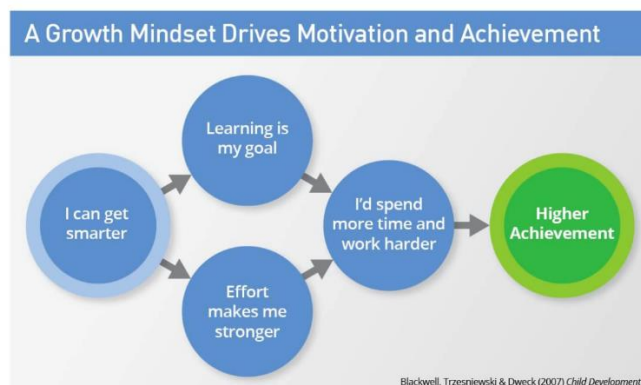 A Growth Mindset Drives Motivation and Achievement
Learning is
my goal
I can get
smarter
I'd spend
more time and
work harder
Higher
Achievement
Effort
makes me
stronger
Blackwell, Trzesniewski & Dweck (2007) Child Development